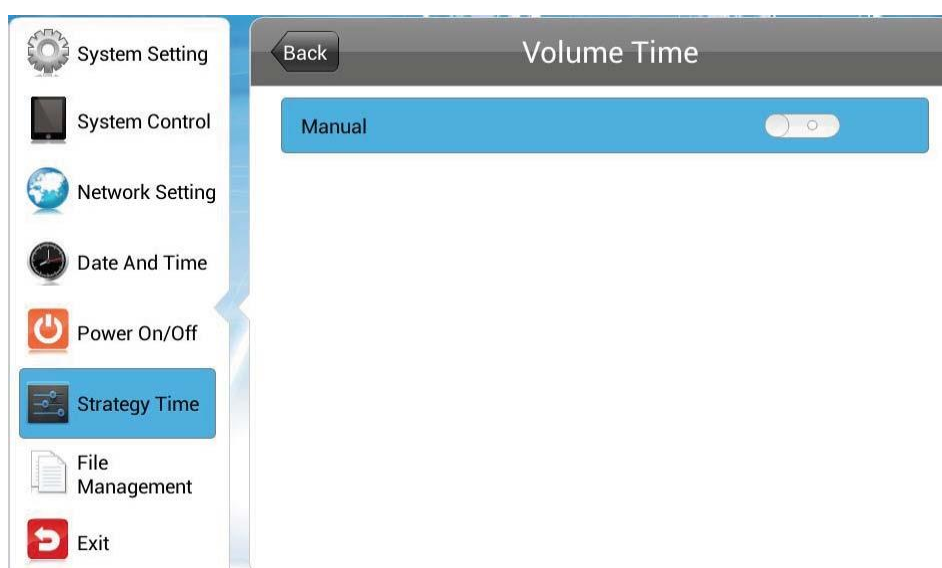 System Setting
System Control
Network Setting
Date And Time
Power On/Off
Strategy Time
File
Management
Exit
Back
Volume Time
Manual